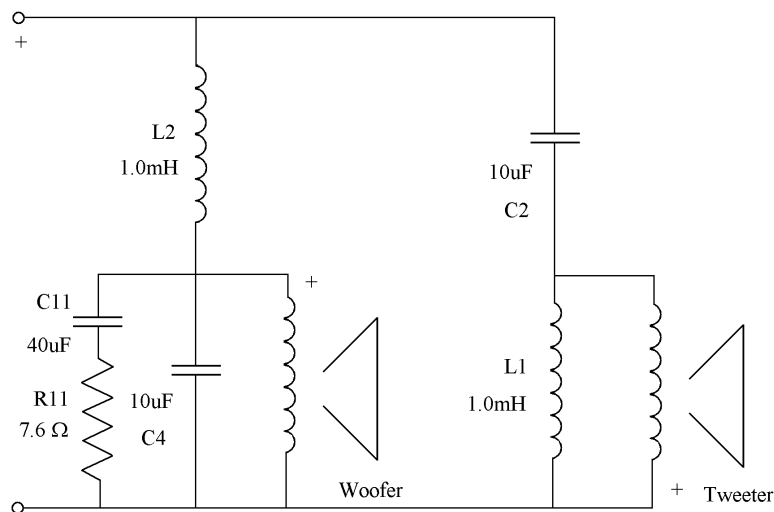 +
L2
1.0mH
10uF
C2
+
C11
40uF
R11
7.6 Ω
10uF
C4
L1
1.0mH
Woofer
+
Tweeter